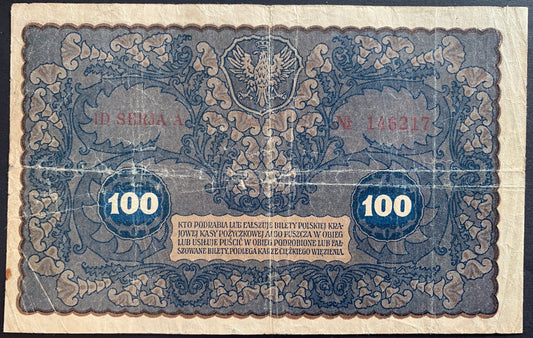 ID SERJA A
№ 146217
100 100
KTO PODRABIA LUB FAŁSZUJE BILETY POLSKIEJ KRA-
JOWEJ KASY POŻYCZKOWEJ ALBO PUSZCZA W OBIEG
LUB USIŁUJE PUŚCIĆ W OBIEG PODROBIONE LUB FAŁ-
SZOWANE BILETY, PODLEGA KARZE CIĘŻKIEGO WIĘZIENIA.